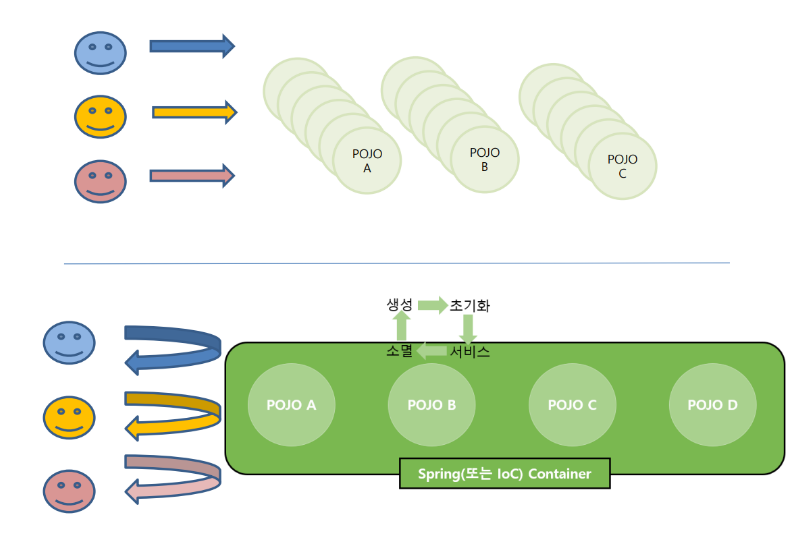 POJO
A
POJO
B
POJO
C
생성
초기화
소멸
서비스
POJO A
POJO B
POJO C
POJO D
Spring(또는 IoC) Container